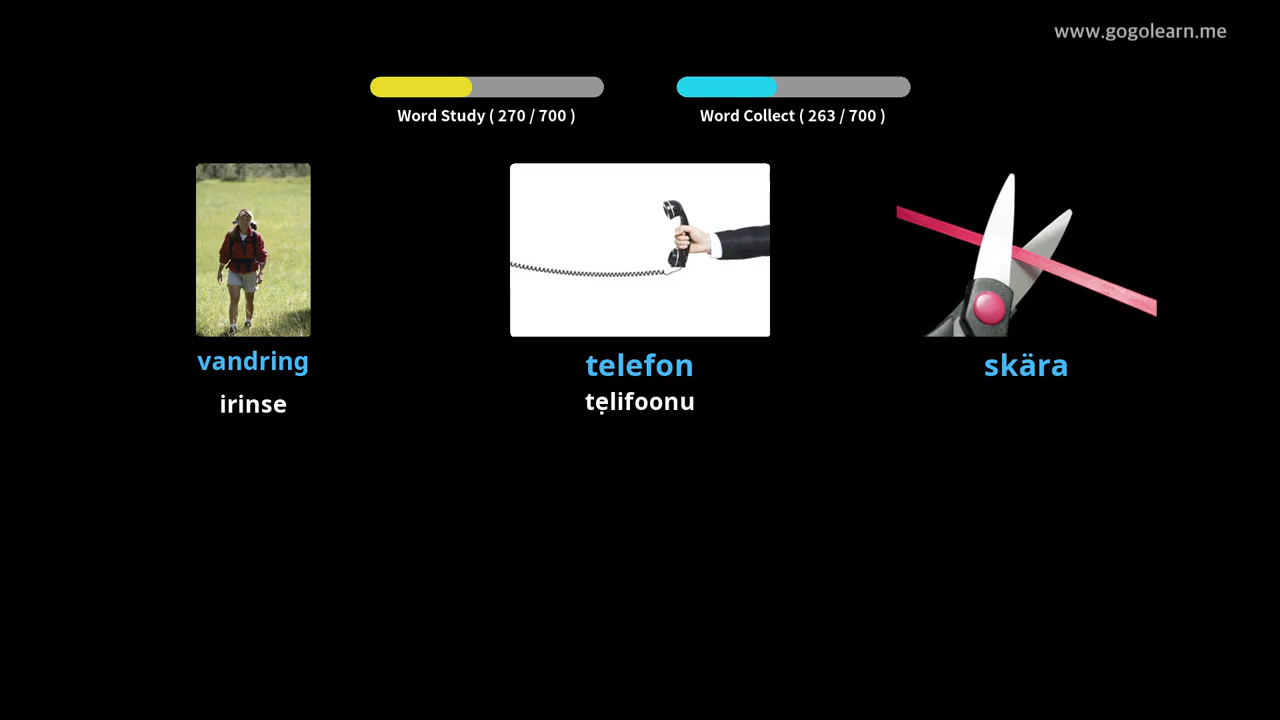 www.gogolearn.me
Word Study ( 270 / 700 )
Word Collect ( 263 / 700 )
vandring
irinse
telefon
tẹlifoonu
skära